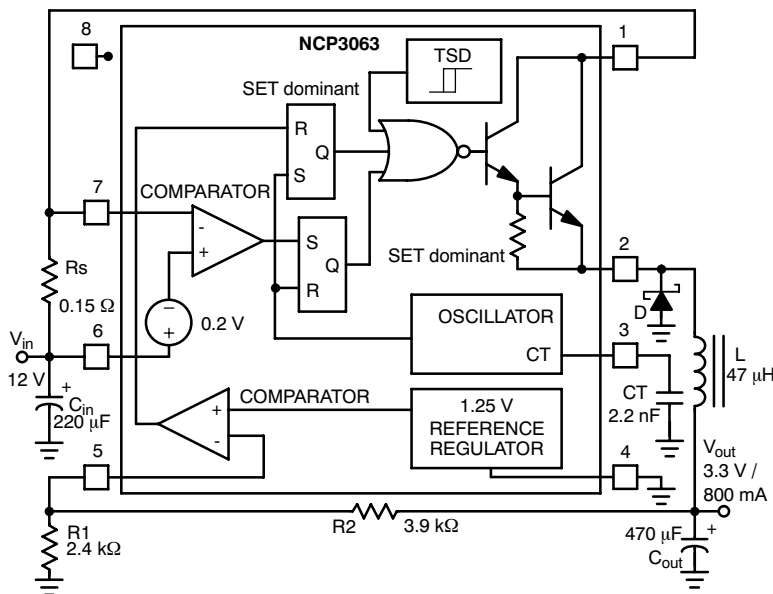 8
NCP3063
TSD
1
SET dominant
R
Q
S
7
COMPARATOR
-
+
S
Q
R
SET dominant
2
Rs
0.15 Ω
−
+
0.2 V
6
Vin
12 V
+
Cin
220 µF
OSCILLATOR
CT
3
D
L
47 µH
CT
2.2 nF
COMPARATOR
+
-
1.25 V
REFERENCE
REGULATOR
5
4
Vout
3.3 V /
800 mA
R1
2.4 kΩ
R2
3.9 kΩ
470 µF
+
Cout